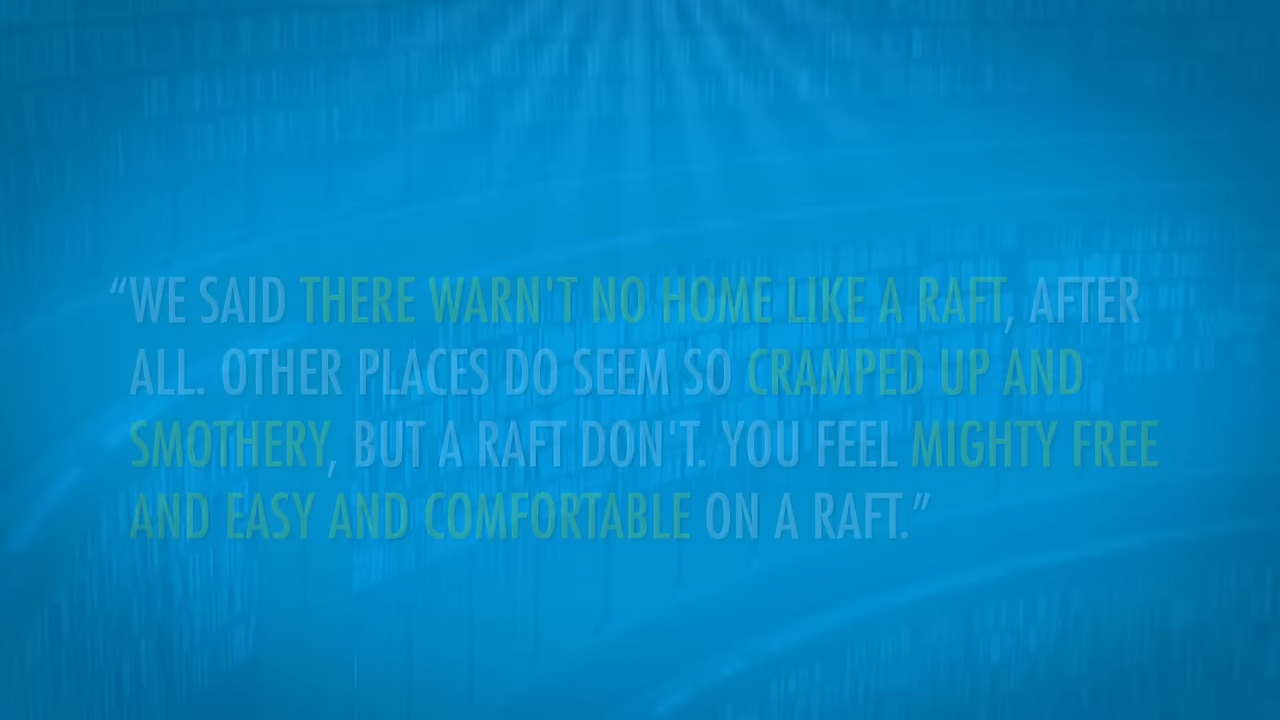 “WE SAID THERE WARN'T NO HOME LIKE A RAFT, AFTER
ALL. OTHER PLACES DO SEEM SO CRAMPED UP AND
SMOTHERY, BUT A RAFT DON'T. YOU FEEL MIGHTY FREE
AND EASY AND COMFORTABLE ON A RAFT.”